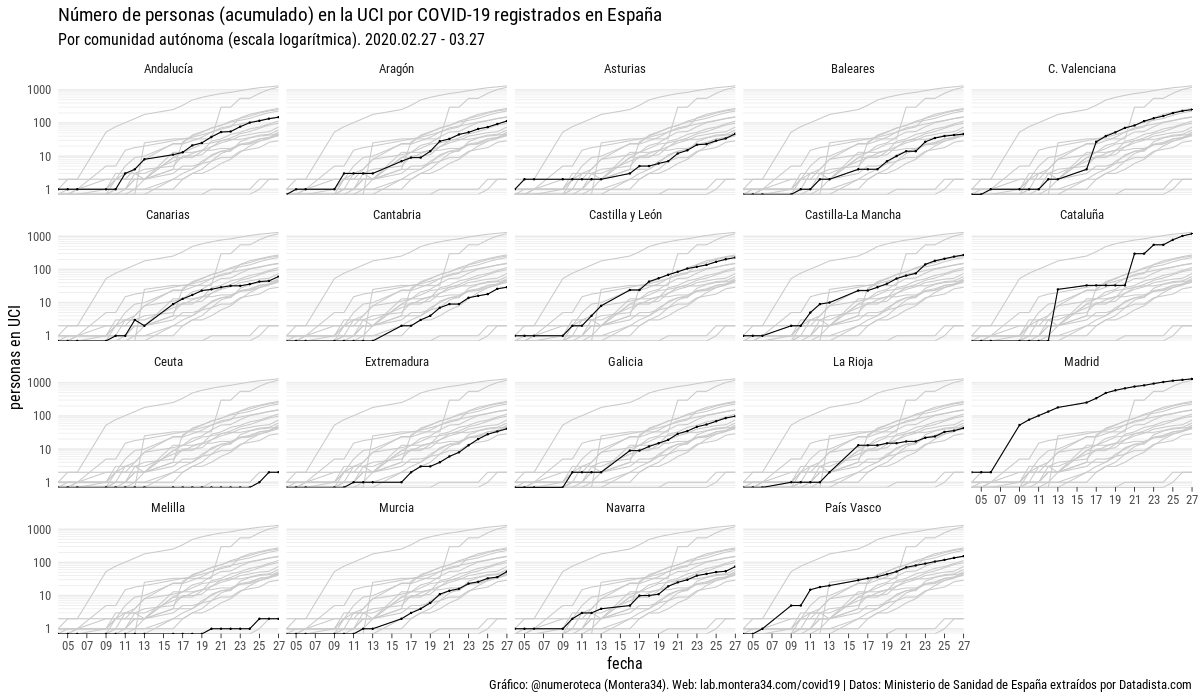 Número de personas (acumulado) en la UCI por COVID-19 registrados en España
Por comunidad autónoma (escala logarítmica). 2020.02.27 - 03.27
Andalucía Aragón Asturias Baleares C. Valenciana
1000
100
10
1
Canarias Cantabria Castilla y León Castilla-La Mancha Cataluña
1000
100
10
1
personas en UCI
Ceuta Extremadura Galicia La Rioja Madrid
1000
100
10
1
05 07 09 11 13 15 17 19 21 23 25 27
Melilla Murcia Navarra País Vasco
1000
100
10
1
05 07 09 11 13 15 17 19 21 23 25 27 05 07 09 11 13 15 17 19 21 23 25 27 05 07 09 11 13 15 17 19 21 23 25 27 05 07 09 11 13 15 17 19 21 23 25 27
fecha
Gráfico: @numeroteca (Montera34). Web: lab.montera34.com/covid19 | Datos: Ministerio de Sanidad de España extraídos por Datadista.com